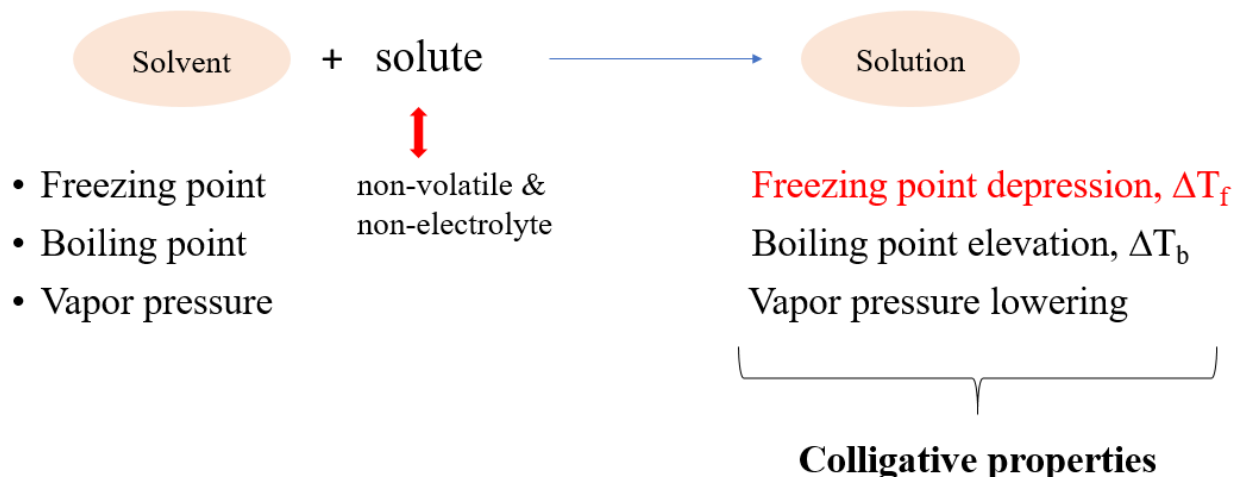 Solvent + solute Solution
• Freezing point
• Boiling point
• Vapor pressure
non-volatile &
non-electrolyte
Freezing point depression, ΔTf
Boiling point elevation, ΔTb
Vapor pressure lowering
Colligative properties